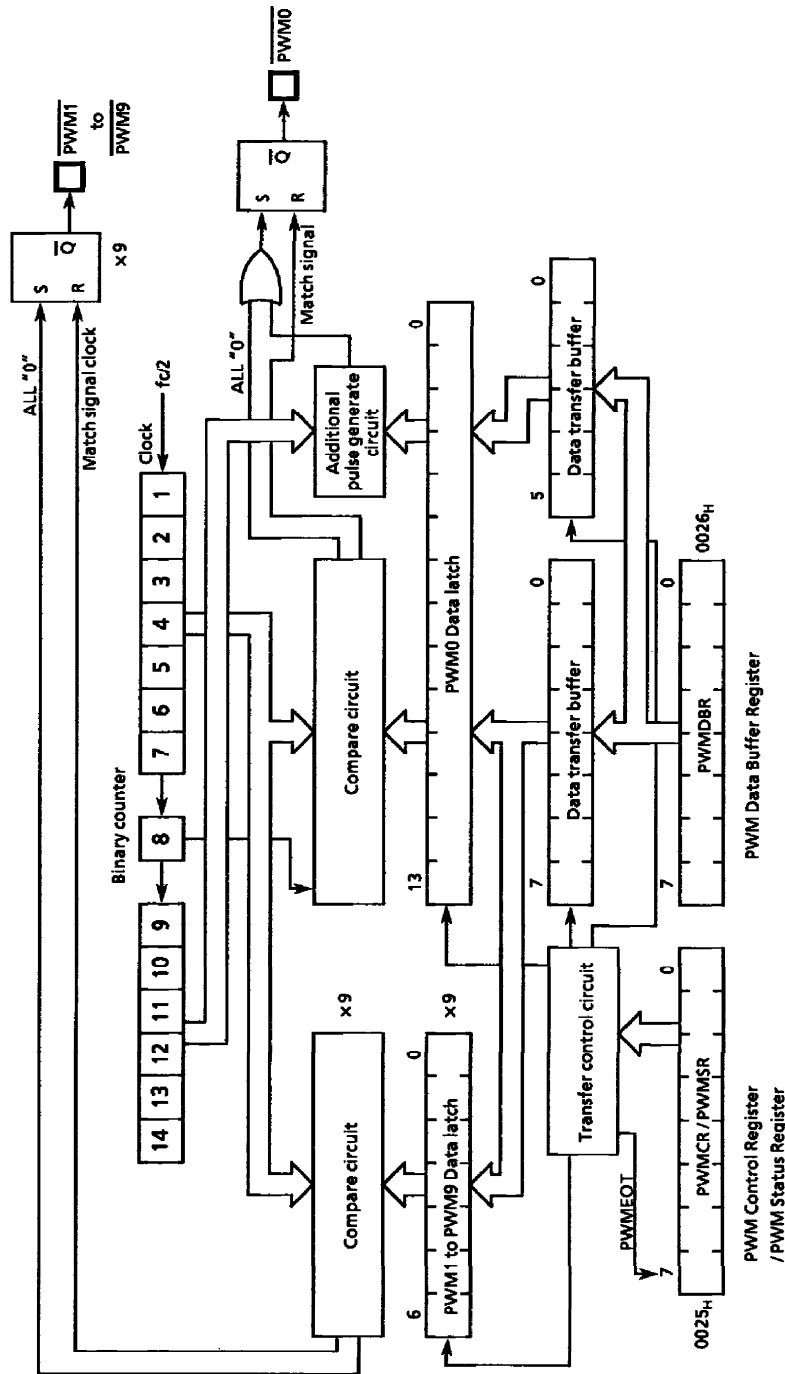 PWM1
to
PWM9
S
R
Q
×9
ALL "0"
Match signal clock
PWM0
S
R
Q
ALL "0"
Match signal
Binary counter
Clock
fc/2
14 13 12 11 10 9
8
7 6 5 4 3 2 1
Additional
pulse generate
circuit
Compare circuit
×9
Compare circuit
6
0
PWM1 to PWM9 Data latch
×9
13
0
PWM0 Data latch
Transfer control circuit
7
0
Data transfer buffer
5
0
Data transfer buffer
PWMEOT
7
0
PWMCR / PWMSR
0025H
7
0
PWMDBR
0026H
PWM Control Register
/ PWM Status Register
PWM Data Buffer Register